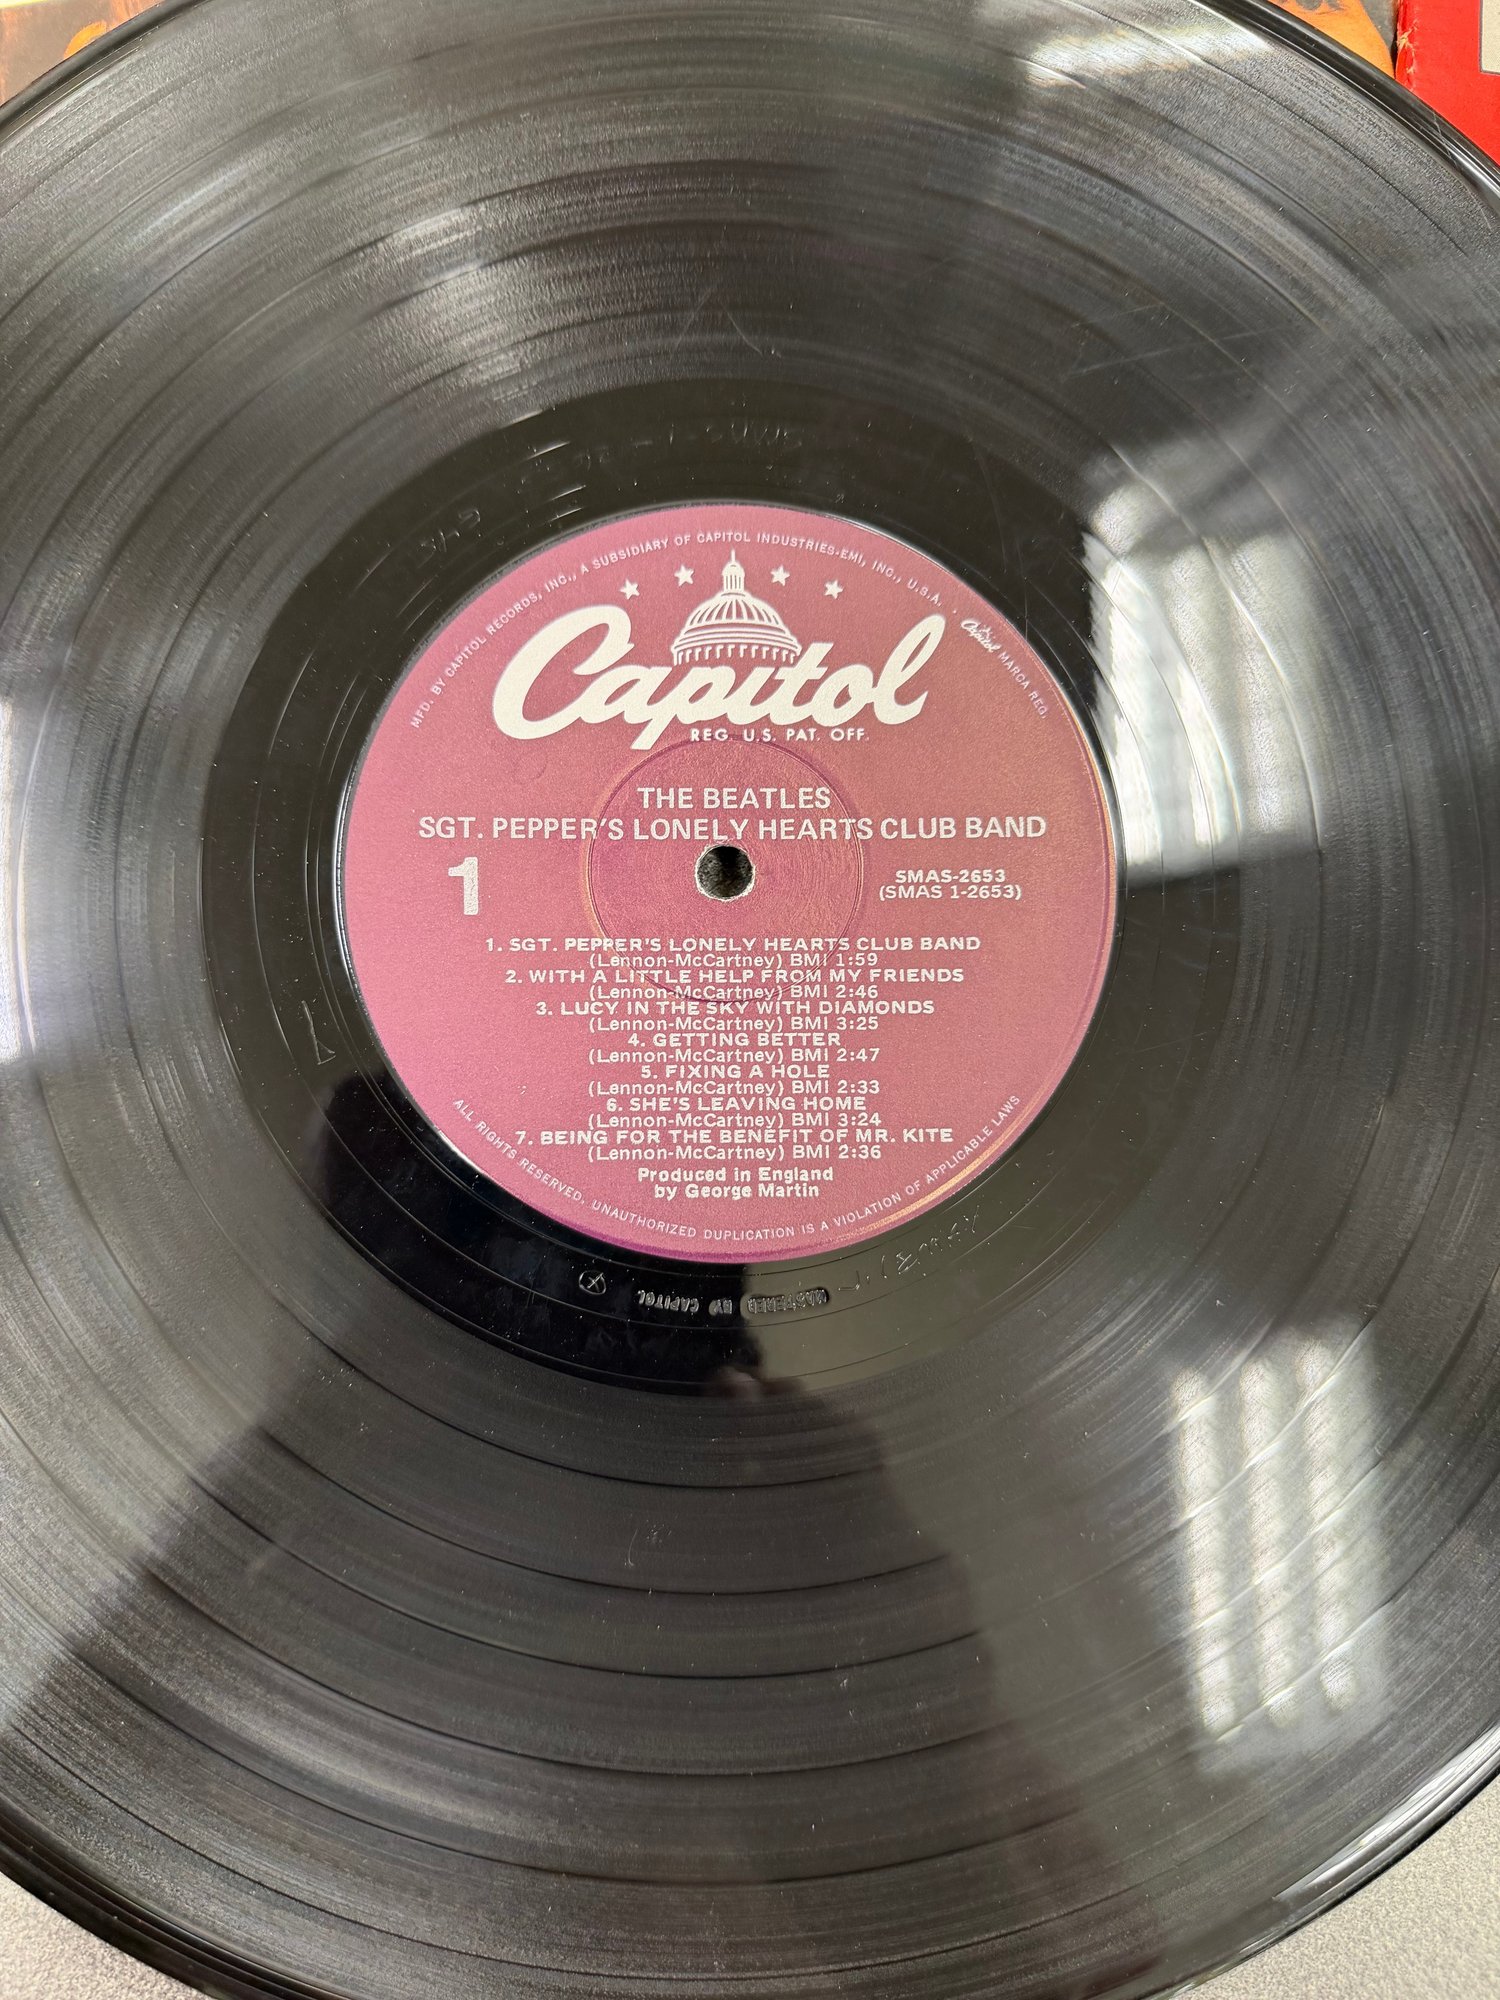 MFD. BY CAPITOL RECORDS, INC., A SUBSIDIARY OF CAPITOL INDUSTRIES-EMI, INC., U.S.A. · Capitol MARCA REG.
Capitol
REG. U.S. PAT. OFF.
THE BEATLES
SGT. PEPPER'S LONELY HEARTS CLUB BAND
1
SMAS-2653
(SMAS 1-2653)
1. SGT. PEPPER'S LONELY HEARTS CLUB BAND
(Lennon-McCartney) BMI 1:59
2. WITH A LITTLE HELP FROM MY FRIENDS
(Lennon-McCartney) BMI 2:46
3. LUCY IN THE SKY WITH DIAMONDS
(Lennon-McCartney) BMI 3:25
4. GETTING BETTER
(Lennon-McCartney) BMI 2:47
5. FIXING A HOLE
(Lennon-McCartney) BMI 2:33
6. SHE'S LEAVING HOME
(Lennon-McCartney) BMI 3:24
7. BEING FOR THE BENEFIT OF MR. KITE
(Lennon-McCartney) BMI 2:36
Produced in England
by George Martin
ALL RIGHTS RESERVED. UNAUTHORIZED DUPLICATION IS A VIOLATION OF APPLICABLE LAWS
MASTERED BY CAPITOL